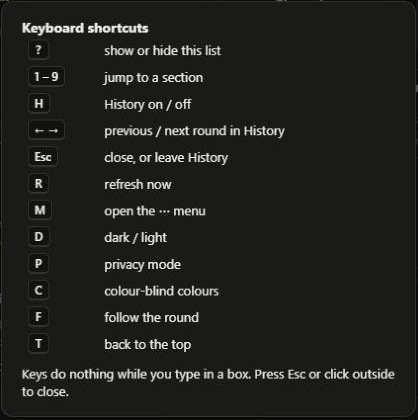 Keyboard shortcuts
? show or hide this list
1 – 9 jump to a section
H History on / off
← → previous / next round in History
Esc close, or leave History
R refresh now
M open the ··· menu
D dark / light
P privacy mode
C colour-blind colours
F follow the round
T back to the top
Keys do nothing while you type in a box. Press Esc or click outside
to close.